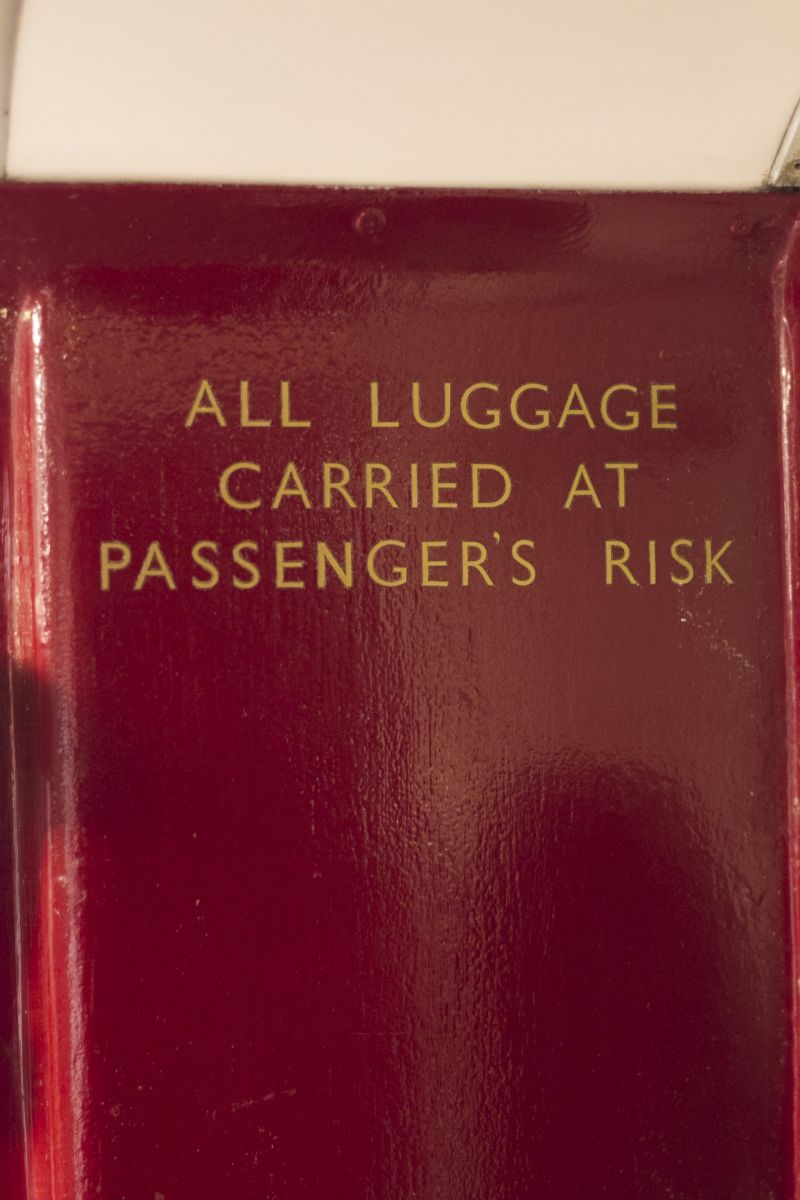 ALL LUGGAGE
CARRIED AT
PASSENGER'S RISK